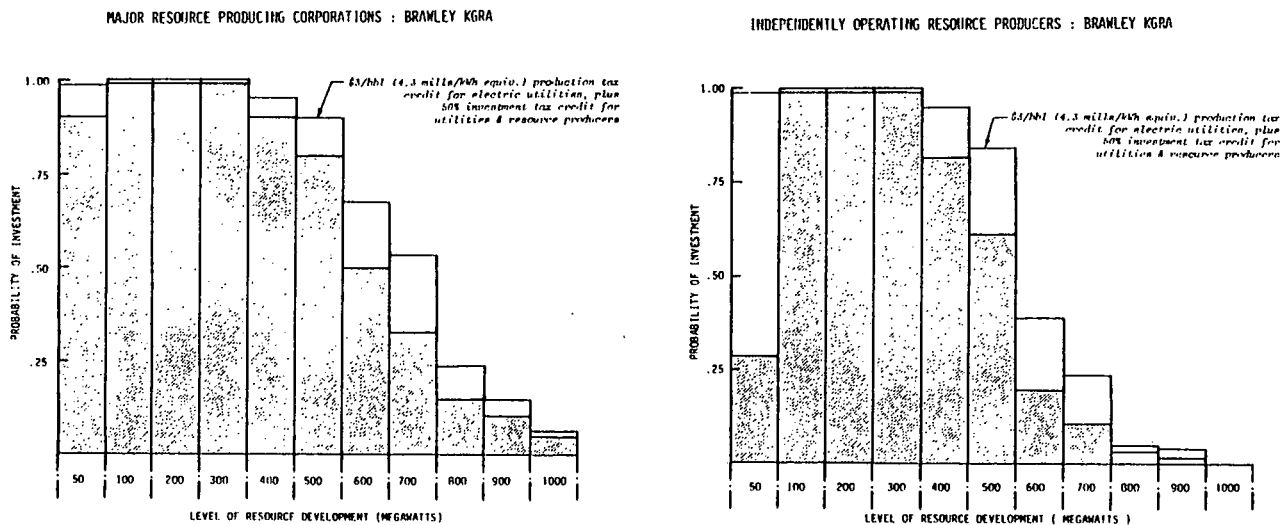 MAJOR RESOURCE PRODUCING CORPORATIONS : BRAWLEY KGRA
$3/bbl (4.3 mills/kWh equiv.) production tax
credit for electric utilities, plus
50% investment tax credit for
utilities & resource producers
PROBABILITY OF INVESTMENT
1.00
.75
.50
.25
50 100 200 300 400 500 600 700 800 900 1000
LEVEL OF RESOURCE DEVELOPMENT (MEGAWATTS)
INDEPENDENTLY OPERATING RESOURCE PRODUCERS : BRAWLEY KGRA
$3/bbl (4.3 mills/kWh equiv.) production tax
credit for electric utilities, plus
50% investment tax credit for
utilities & resource producers
PROBABILITY OF INVESTMENT
1.00
.75
.50
.25
50 100 200 300 400 500 600 700 800 900 1000
LEVEL OF RESOURCE DEVELOPMENT ( MEGAWATTS )